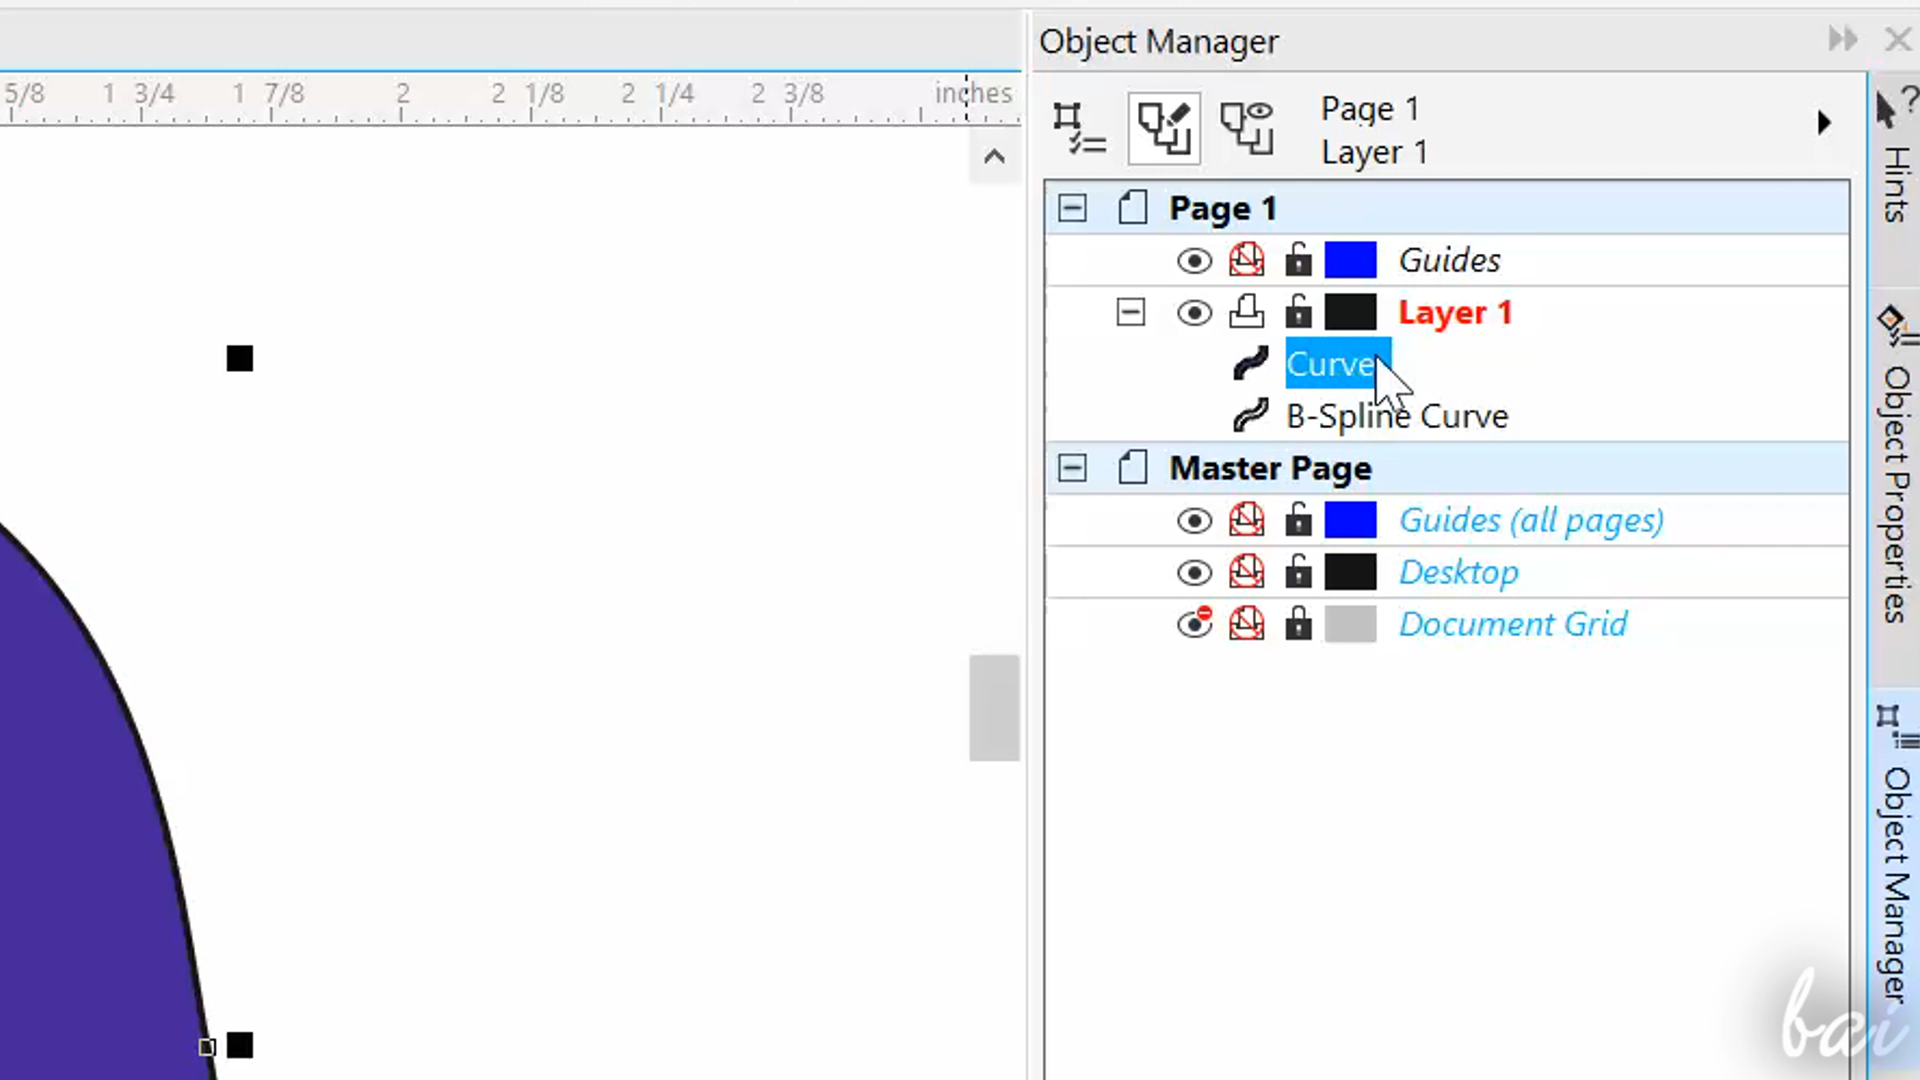 Object Manager
5/8 1 3/4 1 7/8 2 2 1/8 2 1/4 2 3/8 inches
Page 1
Layer 1
Page 1
Guides
Layer 1
Curve
B-Spline Curve
Master Page
Guides (all pages)
Desktop
Document Grid
?
Hints
Object Properties
Object Manager
bai